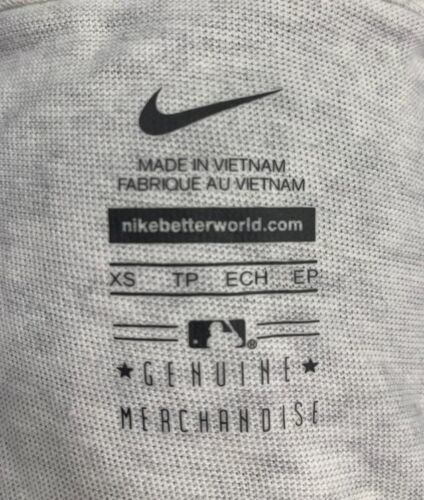 MADE IN VIETNAM
FABRIQUE AU VIETNAM
nikebetterworld.com
XS TP ECH EP
®
★ GENUINE
MERCHANDISE